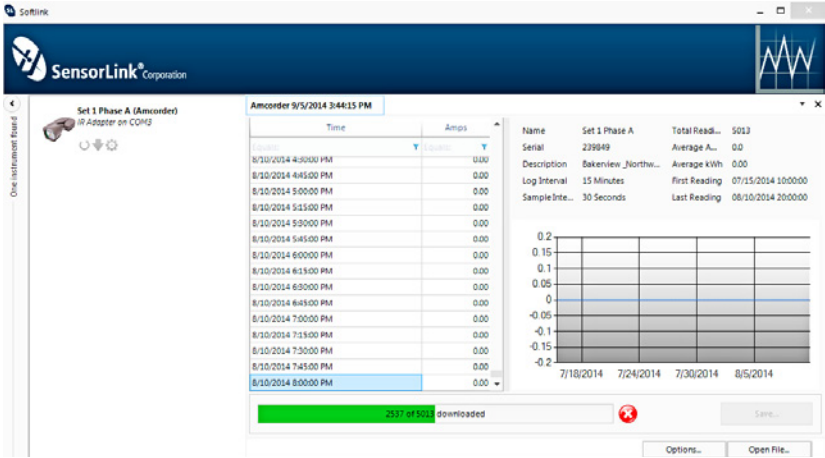 Softlink
SensorLink® Corporation
One instrument found
Set 1 Phase A (Amcorder)
IR Adapter on COM3
Amcorder 9/5/2014 3:44:15 PM
Time Amps
Equals: Equals:
8/10/2014 4:30:00 PM 0.00
8/10/2014 4:45:00 PM 0.00
8/10/2014 5:00:00 PM 0.00
8/10/2014 5:15:00 PM 0.00
8/10/2014 5:30:00 PM 0.00
8/10/2014 5:45:00 PM 0.00
8/10/2014 6:00:00 PM 0.00
8/10/2014 6:15:00 PM 0.00
8/10/2014 6:30:00 PM 0.00
8/10/2014 6:45:00 PM 0.00
8/10/2014 7:00:00 PM 0.00
8/10/2014 7:15:00 PM 0.00
8/10/2014 7:30:00 PM 0.00
8/10/2014 7:45:00 PM 0.00
8/10/2014 8:00:00 PM 0.00
Name Set 1 Phase A Total Readi... 5013
Serial 239849 Average A... 0.0
Description Bakerview _Northw... Average kWh 0.00
Log Interval 15 Minutes First Reading 07/15/2014 10:00:00
Sample Inte... 30 Seconds Last Reading 08/10/2014 20:00:00
0.2
0.15
0.1
0.05
0
-0.05
-0.1
-0.15
-0.2
7/18/2014 7/24/2014 7/30/2014 8/5/2014
2537 of 5013 downloaded
Save...
Options... Open File...